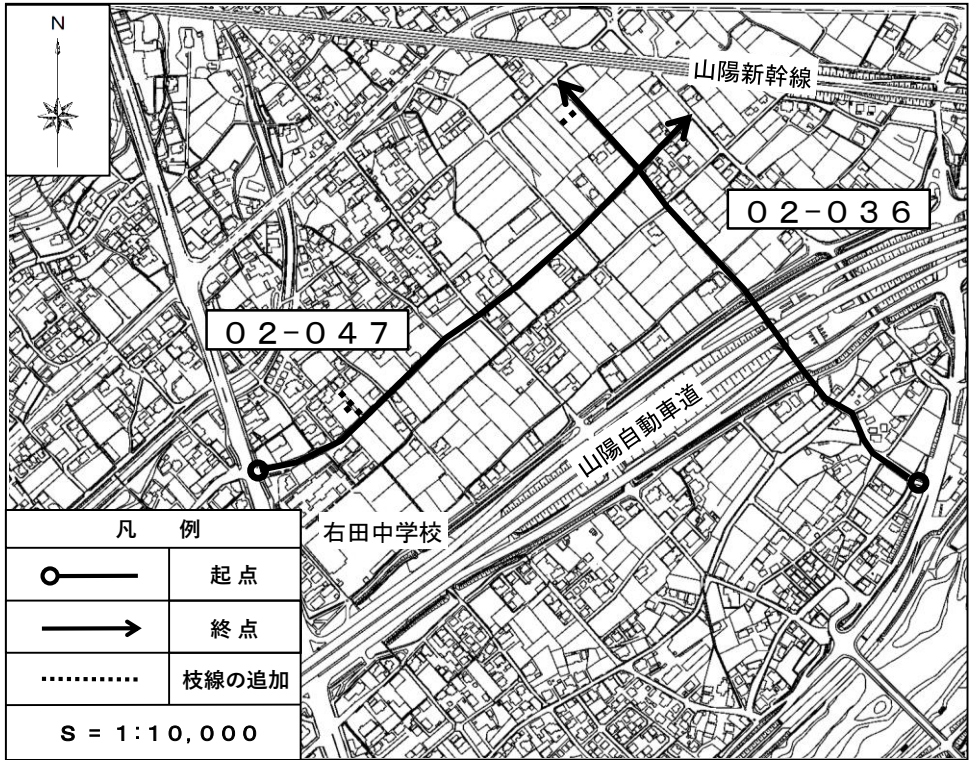 N
山陽新幹線
02-036
02-047
山陽自動車道
右田中学校
凡 例
起点
終点
枝線の追加
S = 1:10,000